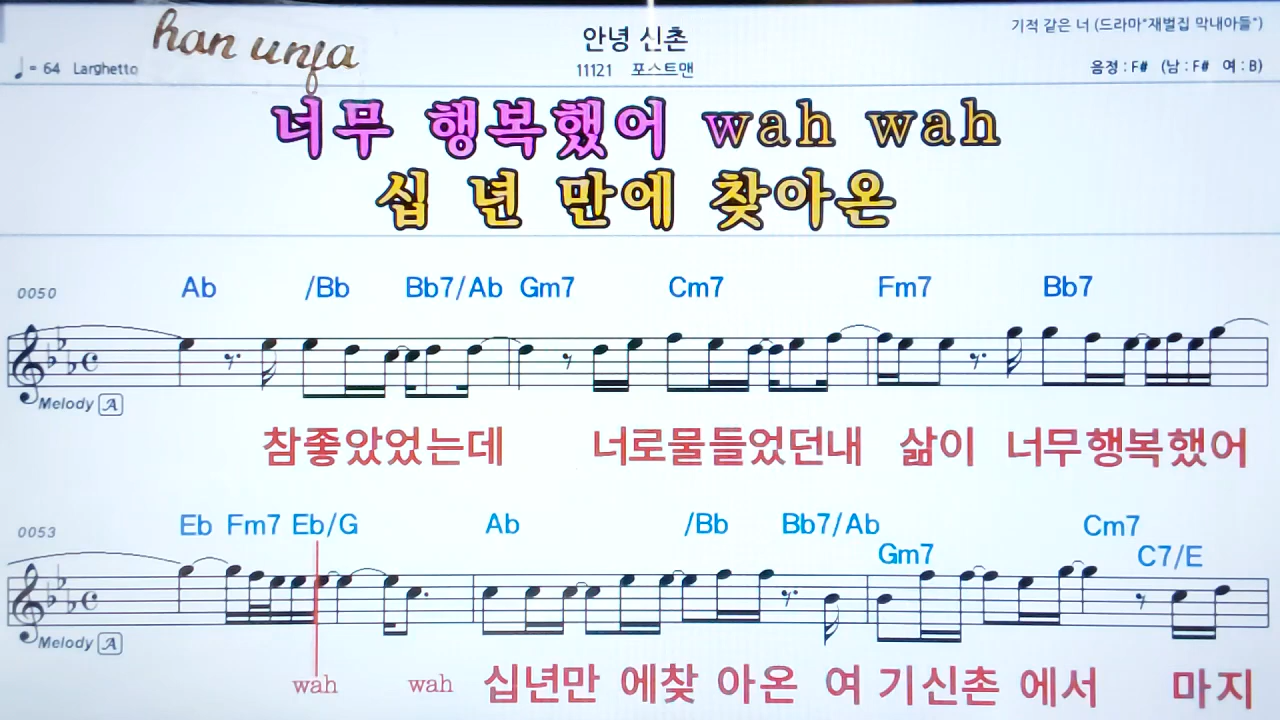 han unja
안녕 신촌
기적 같은 너 (드라마"재벌집 막내아들")
♩= 64 Larghetto
11121 포스트맨
음정 : F# (남 : F# 여 : B)
너무 행복했어 wah wah
십 년 만에 찾아온
0050 Ab /Bb Bb7/Ab Gm7 Cm7 Fm7 Bb7
Melody A
참좋았었는데 너로물들었던내 삶이 너무행복했어
0053 Eb Fm7 Eb/G Ab /Bb Bb7/Ab Gm7 Cm7 C7/E
Melody A
wah wah 십년만 에찾 아온 여 기신촌 에서 마지